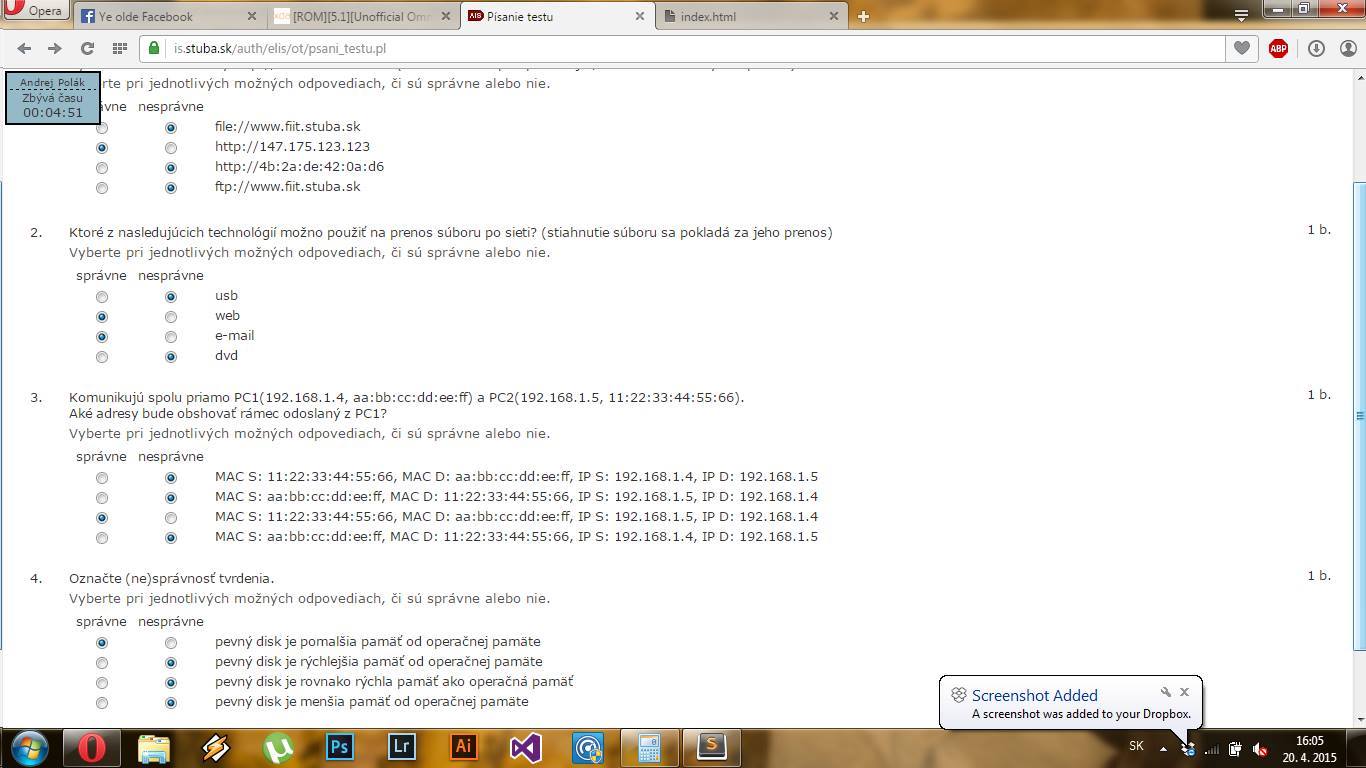 Opera
Ye olde Facebook
[ROM][5.1][Unofficial Omn
Písanie testu
index.html
is.stuba.sk/auth/elis/ot/psani_testu.pl
ABP
Andrej Polák
Zbývá času
00:04:51
rte pri jednotlivých možných odpovediach, či sú správne alebo nie.
vne nesprávne
file://www.fiit.stuba.sk
http://147.175.123.123
http://4b:2a:de:42:0a:d6
ftp://www.fiit.stuba.sk
2. Ktoré z nasledujúcich technológií možno použiť na prenos súboru po sieti? (stiahnutie súboru sa pokladá za jeho prenos) 1 b.
Vyberte pri jednotlivých možných odpovediach, či sú správne alebo nie.
správne nesprávne
usb
web
e-mail
dvd
3. Komunikujú spolu priamo PC1(192.168.1.4, aa:bb:cc:dd:ee:ff) a PC2(192.168.1.5, 11:22:33:44:55:66). 1 b.
Aké adresy bude obshovať rámec odoslaný z PC1?
Vyberte pri jednotlivých možných odpovediach, či sú správne alebo nie.
správne nesprávne
MAC S: 11:22:33:44:55:66, MAC D: aa:bb:cc:dd:ee:ff, IP S: 192.168.1.4, IP D: 192.168.1.5
MAC S: aa:bb:cc:dd:ee:ff, MAC D: 11:22:33:44:55:66, IP S: 192.168.1.5, IP D: 192.168.1.4
MAC S: 11:22:33:44:55:66, MAC D: aa:bb:cc:dd:ee:ff, IP S: 192.168.1.5, IP D: 192.168.1.4
MAC S: aa:bb:cc:dd:ee:ff, MAC D: 11:22:33:44:55:66, IP S: 192.168.1.4, IP D: 192.168.1.5
4. Označte (ne)správnosť tvrdenia. 1 b.
Vyberte pri jednotlivých možných odpovediach, či sú správne alebo nie.
správne nesprávne
pevný disk je pomalšia pamäť od operačnej pamäte
pevný disk je rýchlejšia pamäť od operačnej pamäte
pevný disk je rovnako rýchla pamäť ako operačná pamäť
pevný disk je menšia pamäť od operačnej pamäte
Screenshot Added
A screenshot was added to your Dropbox.
Ps
Lr
Ai
SK
16:05
20. 4. 2015